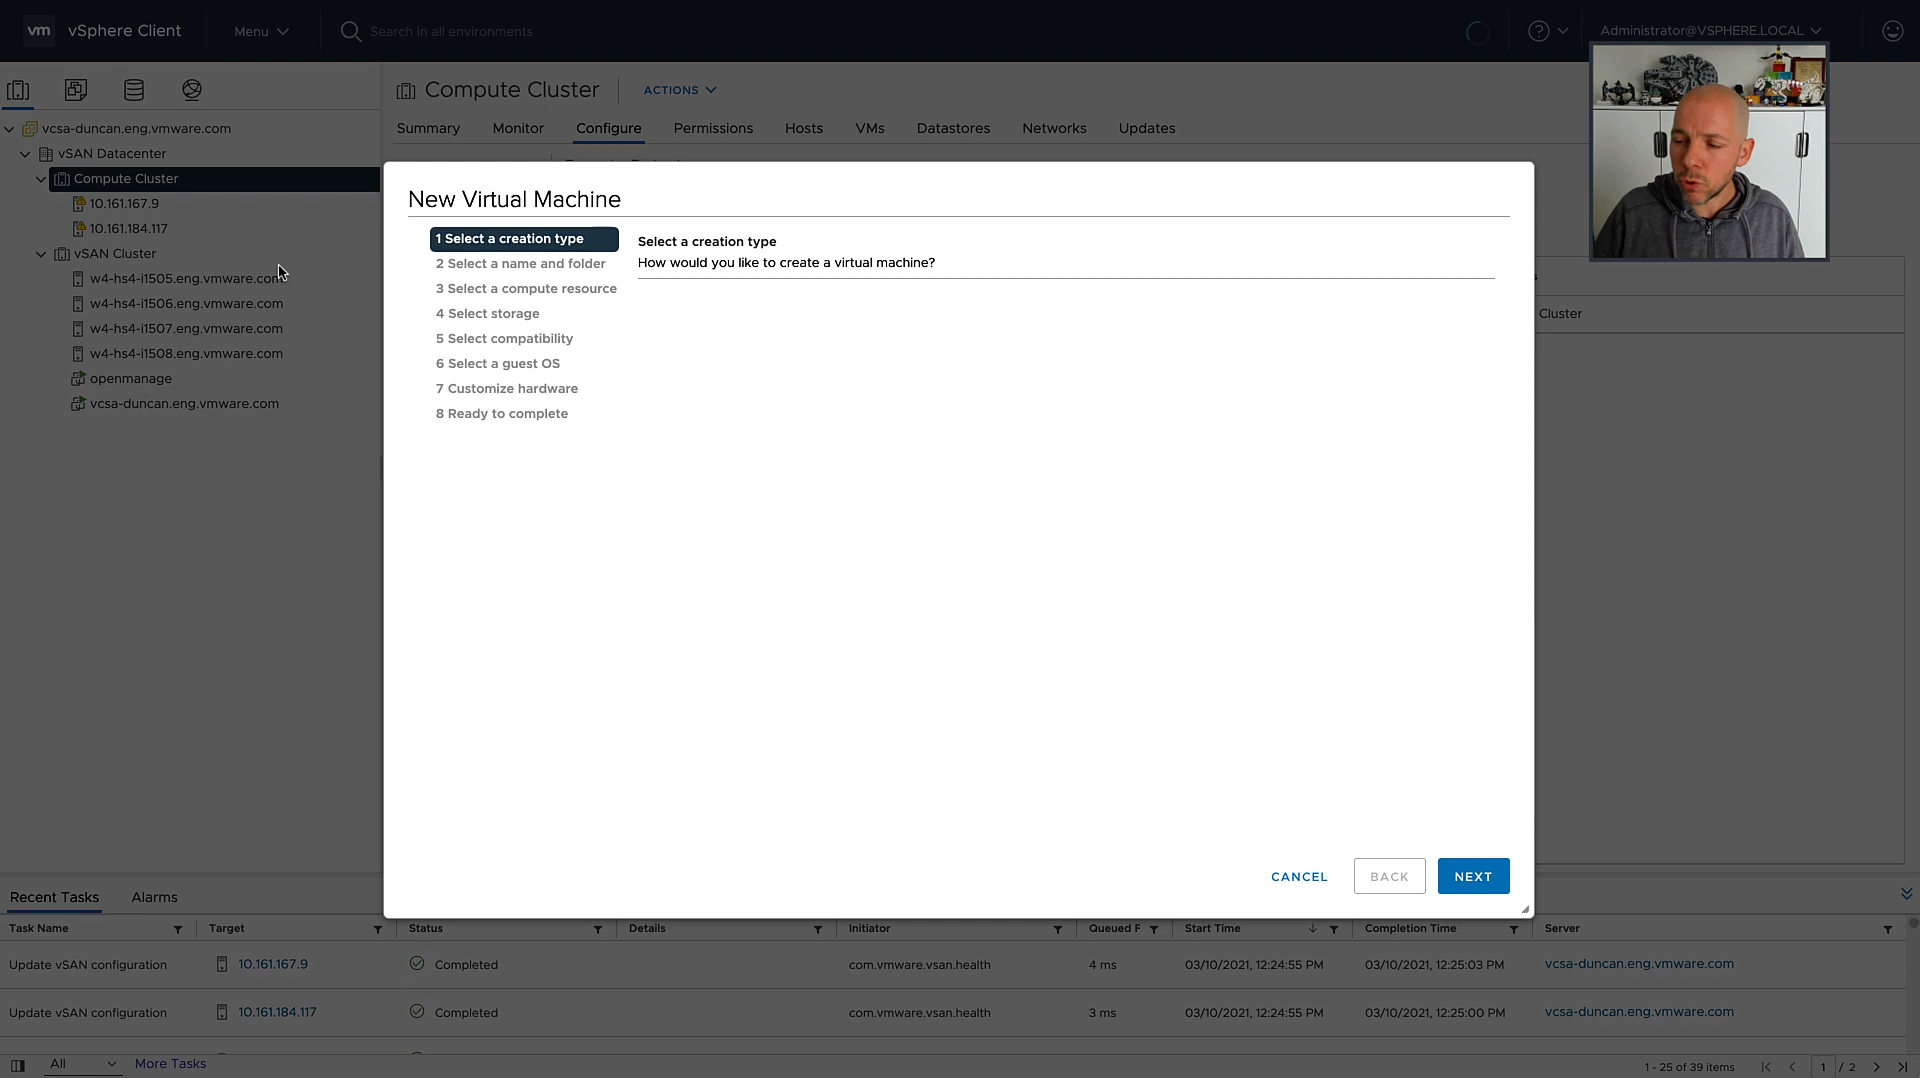 vm vSphere Client Menu Search in all environments Administrator@VSPHERE.LOCAL
Compute Cluster ACTIONS
Summary Monitor Configure Permissions Hosts VMs Datastores Networks Updates
vcsa-duncan.eng.vmware.com
vSAN Datacenter
Compute Cluster
10.161.167.9
10.161.184.117
vSAN Cluster
w4-hs4-i1505.eng.vmware.com
w4-hs4-i1506.eng.vmware.com
w4-hs4-i1507.eng.vmware.com
w4-hs4-i1508.eng.vmware.com
openmanage
vcsa-duncan.eng.vmware.com
New Virtual Machine
1 Select a creation type
2 Select a name and folder
3 Select a compute resource
4 Select storage
5 Select compatibility
6 Select a guest OS
7 Customize hardware
8 Ready to complete
Select a creation type
How would you like to create a virtual machine?
Cluster
CANCEL BACK NEXT
Recent Tasks Alarms
Task Name Target Status Details Initiator Queued F Start Time Completion Time Server
Update vSAN configuration 10.161.167.9 Completed com.vmware.vsan.health 4 ms 03/10/2021, 12:24:55 PM 03/10/2021, 12:25:03 PM vcsa-duncan.eng.vmware.com
Update vSAN configuration 10.161.184.117 Completed com.vmware.vsan.health 3 ms 03/10/2021, 12:24:55 PM 03/10/2021, 12:25:00 PM vcsa-duncan.eng.vmware.com
All More Tasks 1 - 25 of 39 items 1 / 2